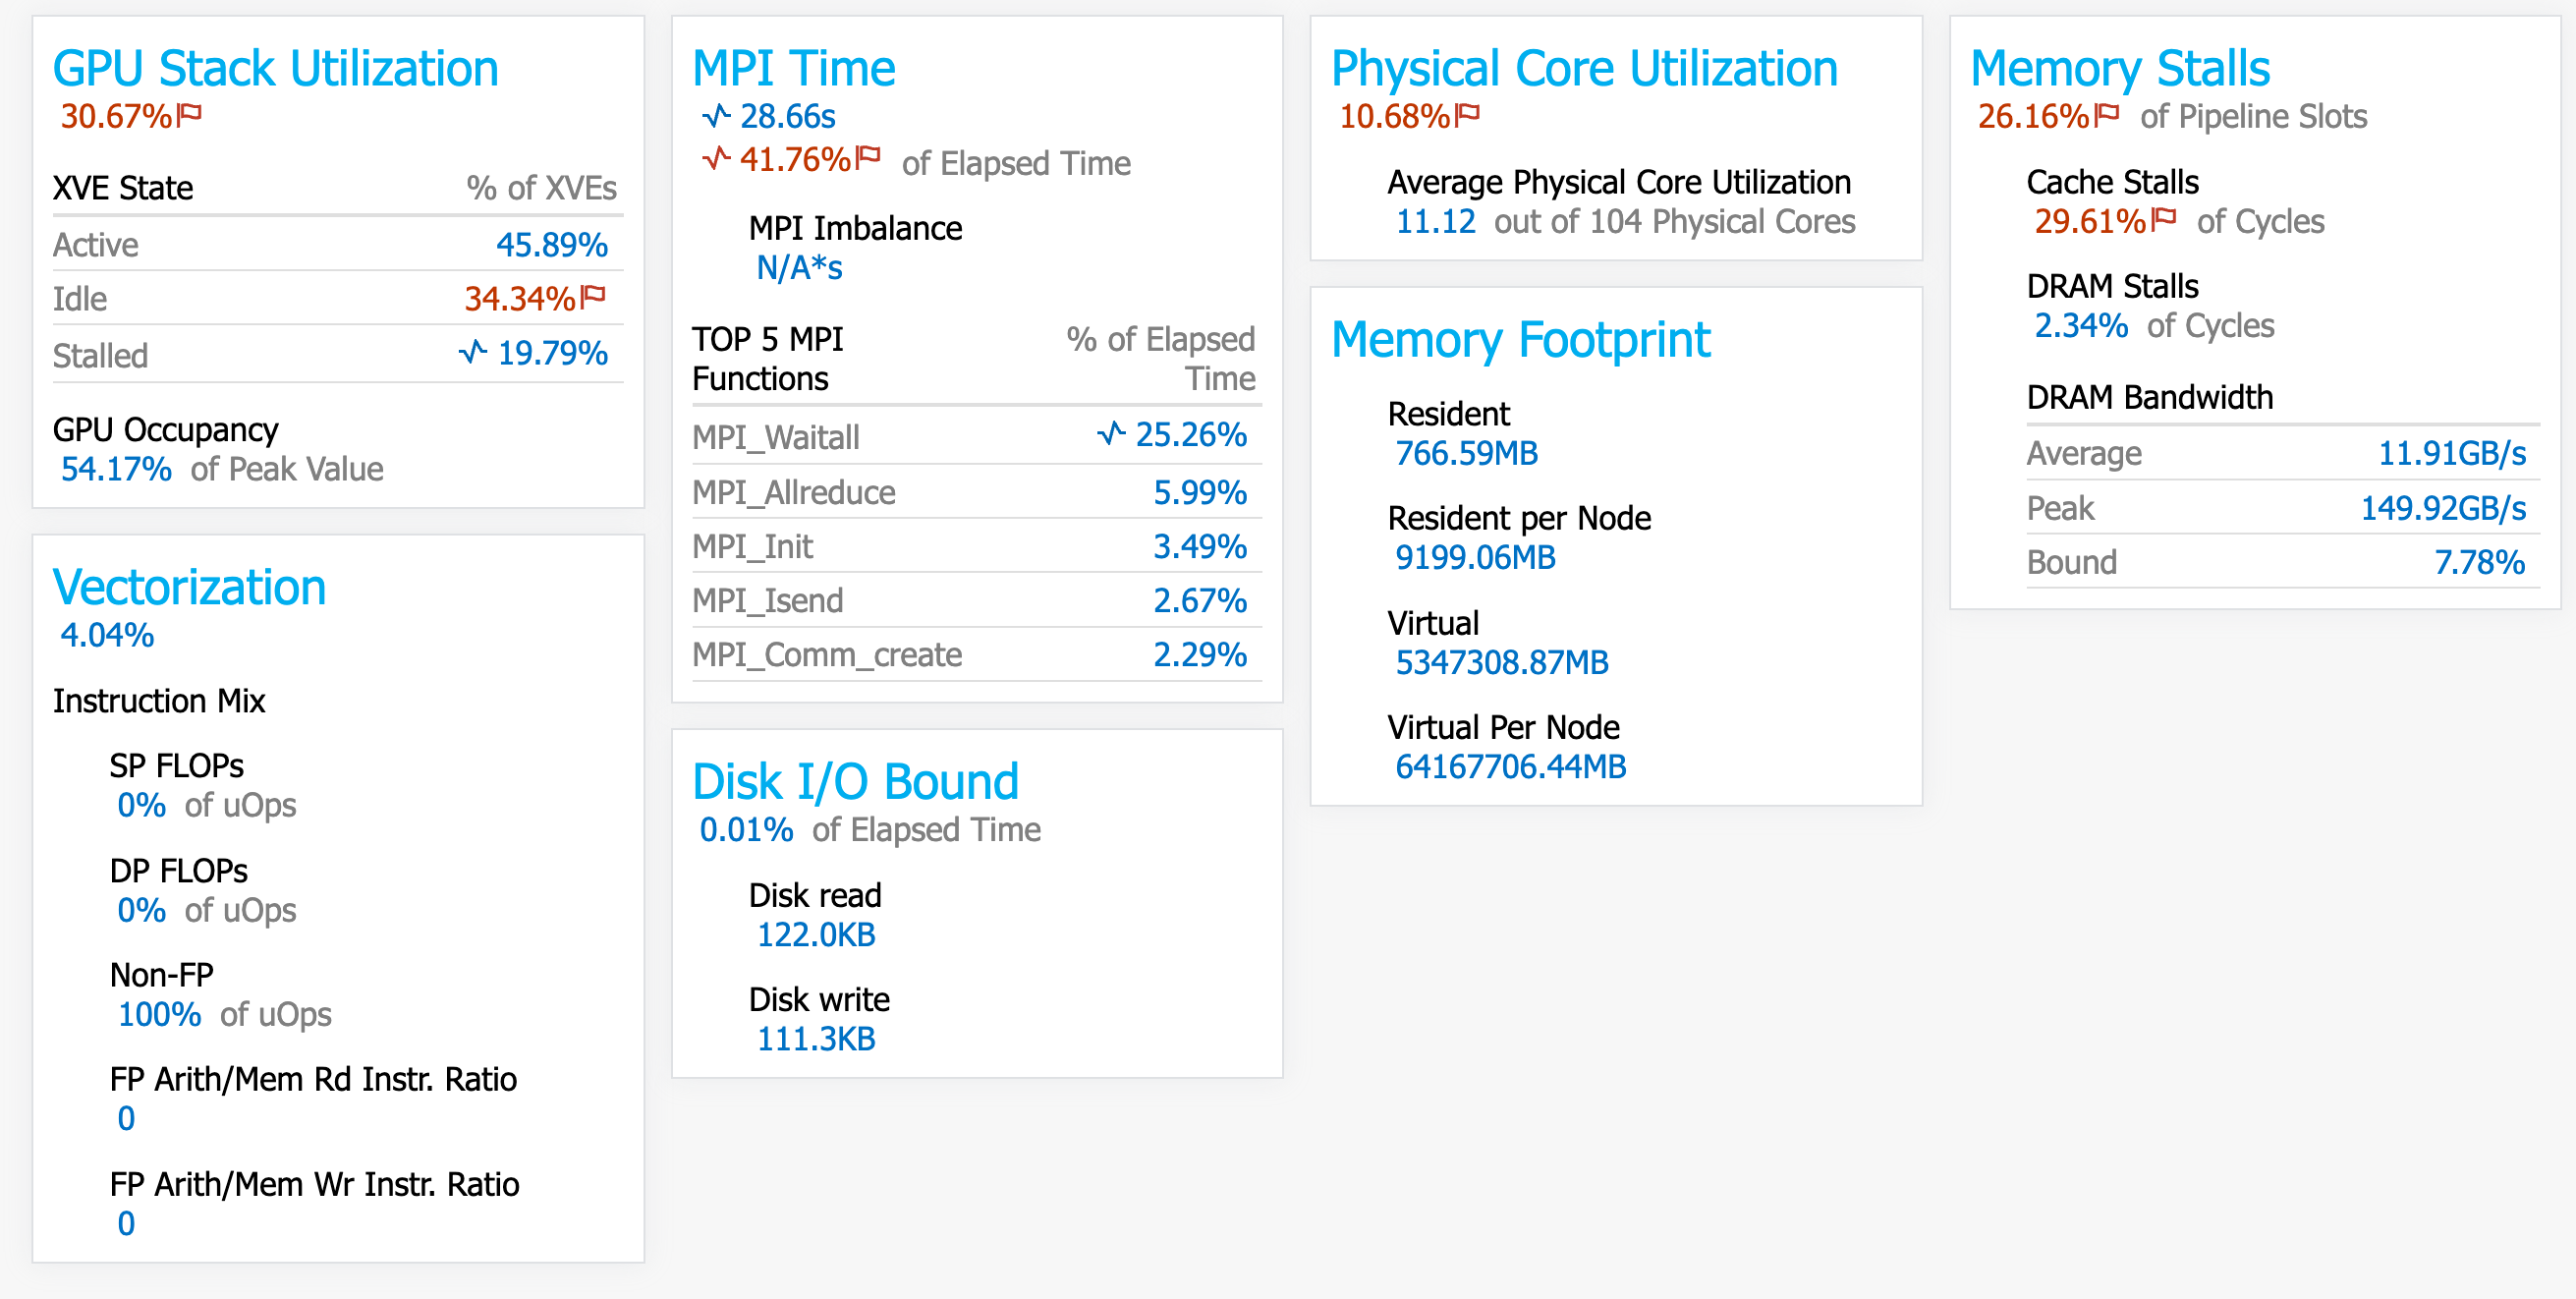 GPU Stack Utilization
30.67%
XVE State % of XVEs
Active 45.89%
Idle 34.34%
Stalled 19.79%
GPU Occupancy
54.17% of Peak Value
Vectorization
4.04%
Instruction Mix
SP FLOPs
0% of uOps
DP FLOPs
0% of uOps
Non-FP
100% of uOps
FP Arith/Mem Rd Instr. Ratio
0
FP Arith/Mem Wr Instr. Ratio
0
MPI Time
28.66s
41.76% of Elapsed Time
MPI Imbalance
N/A*s
TOP 5 MPI % of Elapsed
Functions Time
MPI_Waitall 25.26%
MPI_Allreduce 5.99%
MPI_Init 3.49%
MPI_Isend 2.67%
MPI_Comm_create 2.29%
Disk I/O Bound
0.01% of Elapsed Time
Disk read
122.0KB
Disk write
111.3KB
Physical Core Utilization
10.68%
Average Physical Core Utilization
11.12 out of 104 Physical Cores
Memory Footprint
Resident
766.59MB
Resident per Node
9199.06MB
Virtual
5347308.87MB
Virtual Per Node
64167706.44MB
Memory Stalls
26.16% of Pipeline Slots
Cache Stalls
29.61% of Cycles
DRAM Stalls
2.34% of Cycles
DRAM Bandwidth
Average 11.91GB/s
Peak 149.92GB/s
Bound 7.78%